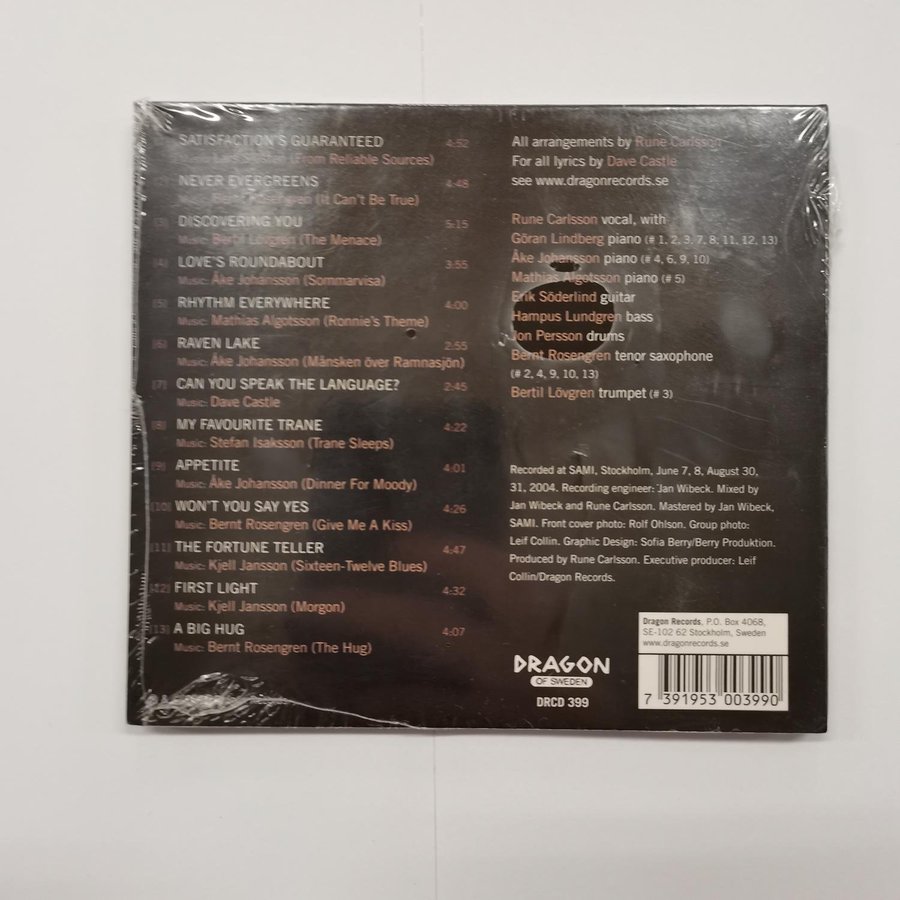 SATISFACTION'S GUARANTEED 4:52
(From Reliable Sources)
NEVER EVERGREENS 4:48
(It Can't Be True)
[3] DISCOVERING YOU 5:15
Music: Bertil Lövgren (The Menace)
[4] LOVE'S ROUNDABOUT 3:55
Music: Åke Johansson (Sommarvisa)
[5] RHYTHM EVERYWHERE 4:00
Music: Mathias Algotsson (Ronnie's Theme)
[6] RAVEN LAKE 2:55
Music: Åke Johansson (Månsken över Ramnasjön)
[7] CAN YOU SPEAK THE LANGUAGE? 2:45
Music: Dave Castle
[8] MY FAVOURITE TRANE 4:22
Music: Stefan Isaksson (Trane Sleeps)
[9] APPETITE 4:01
Music: Åke Johansson (Dinner For Moody)
[10] WON'T YOU SAY YES 4:26
Music: Bernt Rosengren (Give Me A Kiss)
[11] THE FORTUNE TELLER 4:47
Music: Kjell Jansson (Sixteen-Twelve Blues)
[12] FIRST LIGHT 4:32
Music: Kjell Jansson (Morgon)
[13] A BIG HUG 4:07
Music: Bernt Rosengren (The Hug)
All arrangements by Rune Carlsson
For all lyrics by Dave Castle
see www.dragonrecords.se
Rune Carlsson vocal, with
Göran Lindberg piano (# 1, 2, 3, 7, 8, 11, 12, 13)
Åke Johansson piano (# 4, 6, 9, 10)
Mathias Algotsson piano (# 5)
Erik Söderlind guitar
Hampus Lundgren bass
Jon Persson drums
Bernt Rosengren tenor saxophone
(# 2, 4, 9, 10, 13)
Bertil Lövgren trumpet (# 3)
Recorded at SAMI, Stockholm, June 7, 8, August 30,
31, 2004. Recording engineer: Jan Wibeck. Mixed by
Jan Wibeck and Rune Carlsson. Mastered by Jan Wibeck,
SAMI. Front cover photo: Rolf Ohlson. Group photo:
Leif Collin. Graphic Design: Sofia Berry/Berry Produktion.
Produced by Rune Carlsson. Executive producer: Leif
Collin/Dragon Records.
DRAGON
OF SWEDEN
DRCD 399
Dragon Records, P.O. Box 4068,
SE-102 62 Stockholm, Sweden
www.dragonrecords.se
7 391953 003990